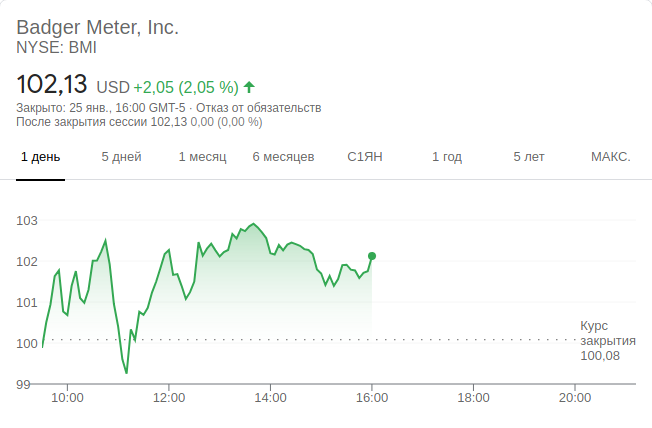 Badger Meter, Inc.
NYSE: BMI
102,13 USD +2,05 (2,05 %)
Закрыто: 25 янв., 16:00 GMT-5 · Отказ от обязательств
После закрытия сессии 102,13 0,00 (0,00 %)
1 день 5 дней 1 месяц 6 месяцев С1ЯН 1 год 5 лет МАКС.
103
102
101
100
99
Курс
закрытия
100,08
10:00 12:00 14:00 16:00 18:00 20:00